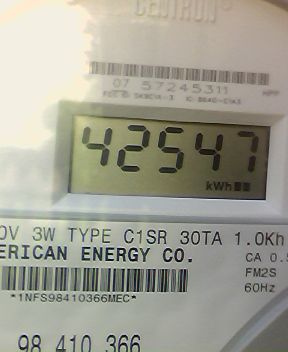 CENTRON
07 57245311
42547
kWh
0V 3W TYPE C1SR 30TA 1.0Kh
ERICAN ENERGY CO.
CA 0.5
FM2S
60Hz
*1NFS98410366MEC*
98 410 366